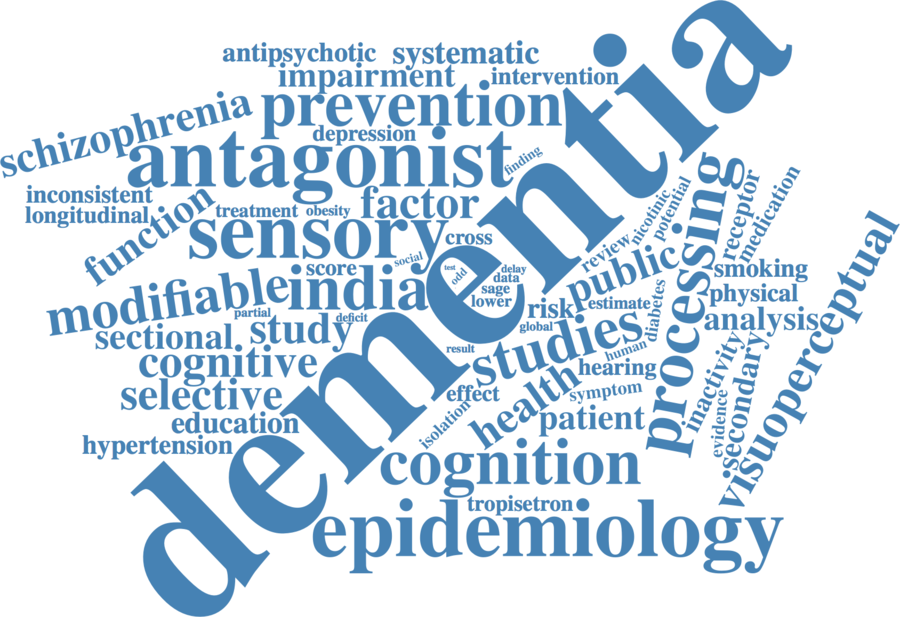 dementia
antipsychotic
systematic
impairment
intervention
prevention
schizophrenia
depression
antagonist
finding
inconsistent
longitudinal
function
treatment
obesity
factor
sensory
cross
social
score
test
odd
delay
data
sage
lower
review
nicotinic
potential
receptor
medication
processing
public
modifiable
india
partial
deficit
sectional
study
risk
estimate
diabetes
global
smoking
physical
analysis
visuoperceptual
cognitive
result
studies
human
hearing
selective
effect
health
symptom
inactivity
evidence
secondary
education
isolation
patient
hypertension
cognition
tropisetron
epidemiology